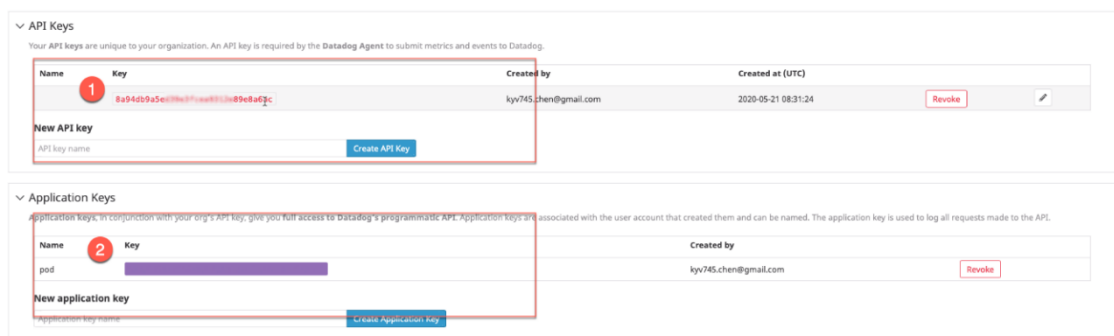 API Keys
Your API keys are unique to your organization. An API key is required by the Datadog Agent to submit metrics and events to Datadog.
Name Key Created by Created at (UTC)
1
kyv745.chen@gmail.com 2020-05-21 08:31:24 Revoke
New API key
API key name Create API Key
Application Keys
Application keys, in conjunction with your org's API key, give you full access to Datadog's programmatic API. Application keys are associated with the user account that created them and can be named. The application key is used to log all requests made to the API.
Name Key Created by
2
pod kyv745.chen@gmail.com Revoke
New application key
Application key name Create Application Key